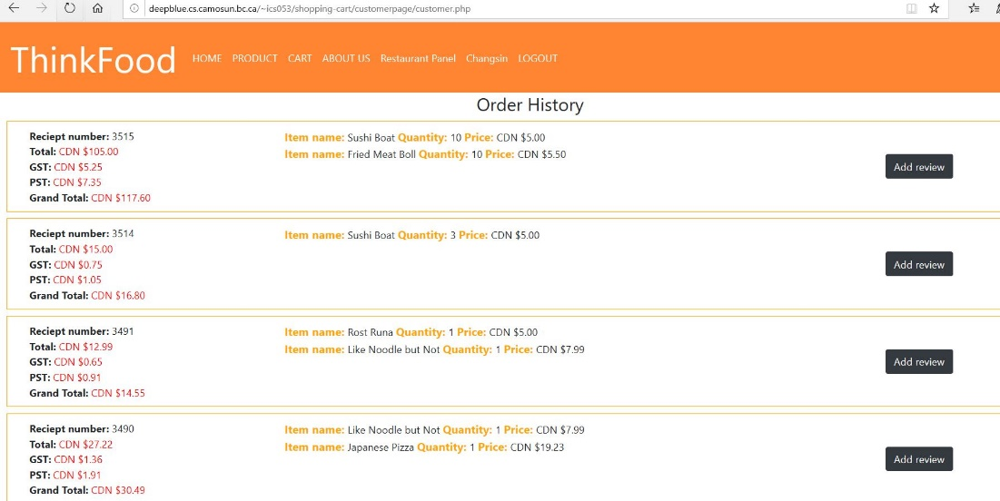 deepblue.cs.camosun.bc.ca/~ics053/shopping-cart/customerpage/customer.php
ThinkFood HOME PRODUCT CART ABOUT US Restaurant Panel Changsin LOGOUT
Order History
Reciept number: 3515
Total: CDN $105.00
GST: CDN $5.25
PST: CDN $7.35
Grand Total: CDN $117.60
Item name: Sushi Boat Quantity: 10 Price: CDN $5.00
Item name: Fried Meat Boll Quantity: 10 Price: CDN $5.50
Add review
Reciept number: 3514
Total: CDN $15.00
GST: CDN $0.75
PST: CDN $1.05
Grand Total: CDN $16.80
Item name: Sushi Boat Quantity: 3 Price: CDN $5.00
Add review
Reciept number: 3491
Total: CDN $12.99
GST: CDN $0.65
PST: CDN $0.91
Grand Total: CDN $14.55
Item name: Rost Runa Quantity: 1 Price: CDN $5.00
Item name: Like Noodle but Not Quantity: 1 Price: CDN $7.99
Add review
Reciept number: 3490
Total: CDN $27.22
GST: CDN $1.36
PST: CDN $1.91
Grand Total: CDN $30.49
Item name: Like Noodle but Not Quantity: 1 Price: CDN $7.99
Item name: Japanese Pizza Quantity: 1 Price: CDN $19.23
Add review